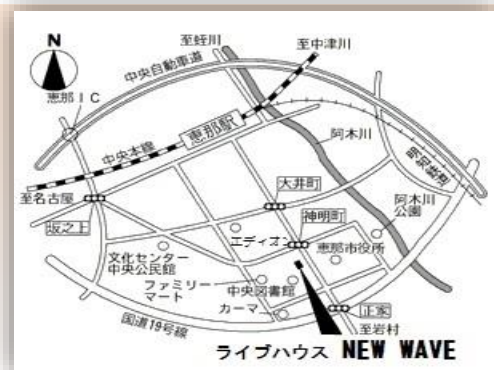 N
至蛭川
至中津川
中央自動車道
恵那IC
恵那駅
中央本線
阿木川
明知鉄道
至名古屋
大井町
阿木川
公園
坂之上
神明町
エディオン
文化センター
中央公民館
恵那市役所
ファミリー
マート
中央図書館
カーマ
正家
国道19号線
至岩村
ライブハウス NEW WAVE